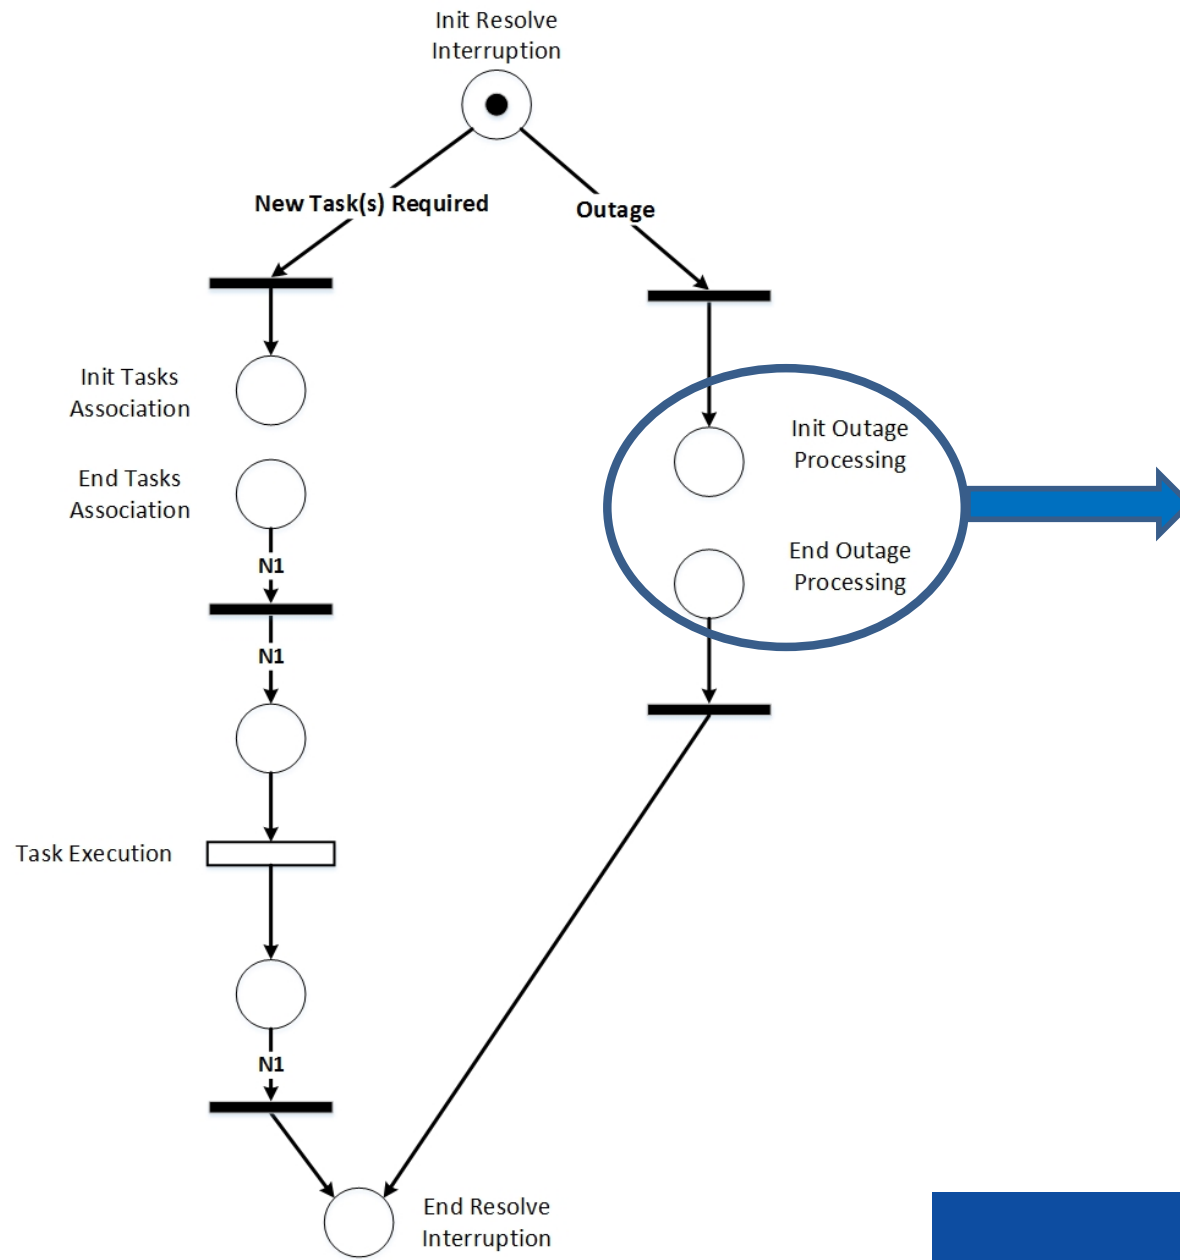 Init Resolve
Interruption
New Task(s) Required
Outage
Init Tasks
Association
Init Outage
Processing
End Tasks
Association
End Outage
Processing
N1
N1
Task Execution
N1
End Resolve
Interruption